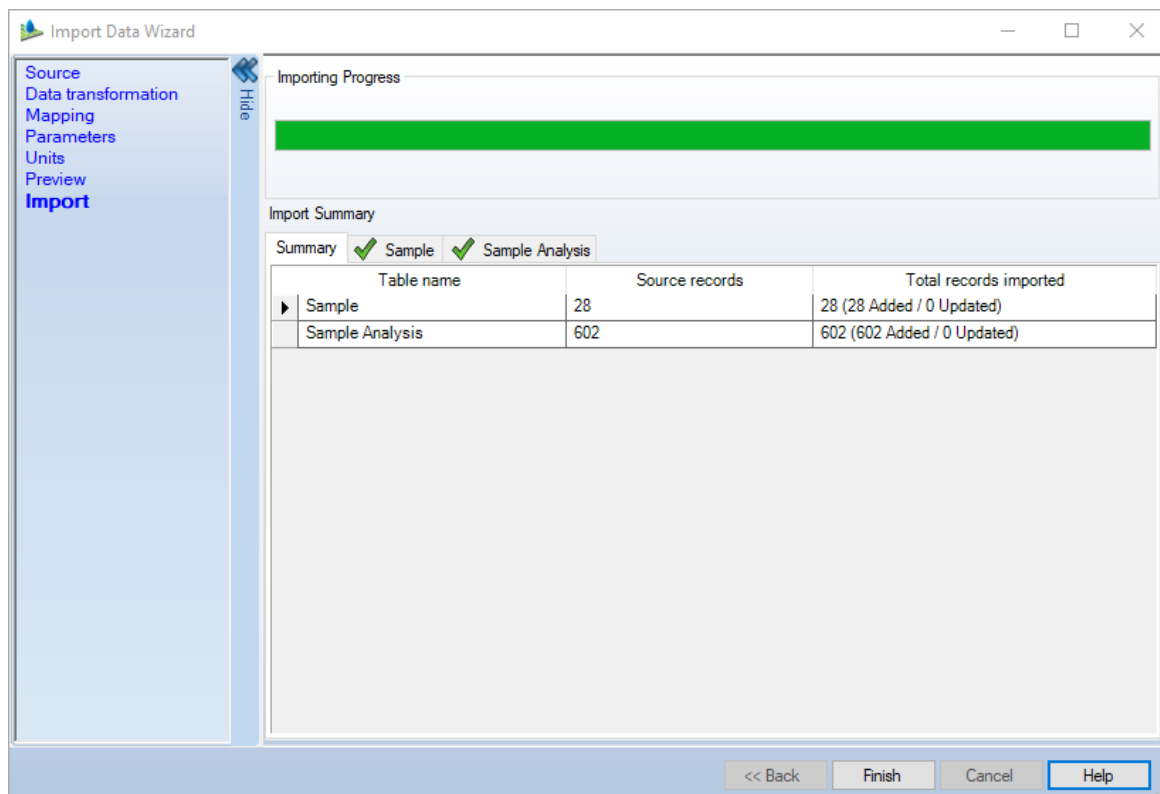 Import Data Wizard
Source
Data transformation
Mapping
Parameters
Units
Preview
Import
Hide
Importing Progress
Import Summary
Summary Sample Sample Analysis
Table name Source records Total records imported
Sample 28 28 (28 Added / 0 Updated)
Sample Analysis 602 602 (602 Added / 0 Updated)
<< Back Finish Cancel Help